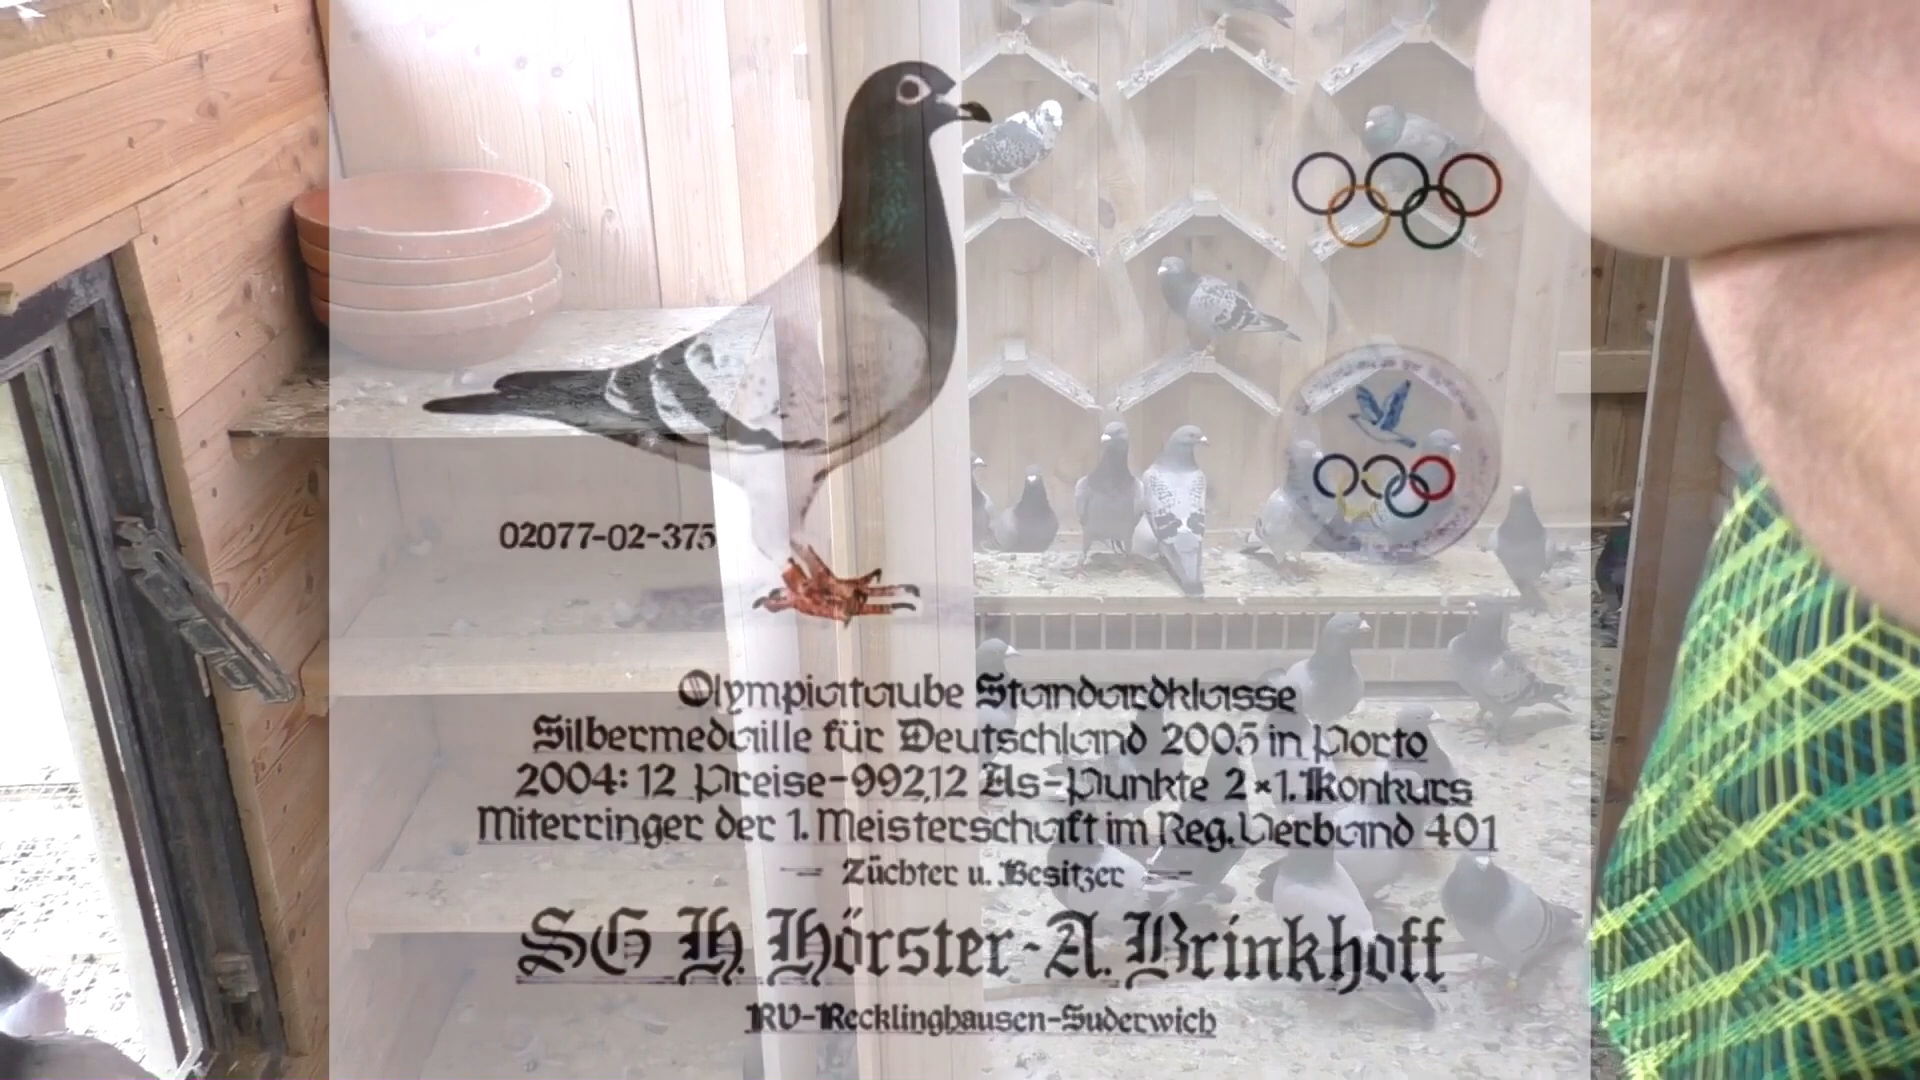 02077-02-375
Olympiataube Standardklasse
Silbermedaille für Deutschland 2005 in Porto
2004: 12 Preise-992,12 As-Punkte 2×1. Konkurs
Miterringer der 1. Meisterschaft im Reg. Verband 401
— Züchter u. Besitzer —
SG H. Hörster-A. Brinkhoff
RV-Recklinghausen-Suderwich